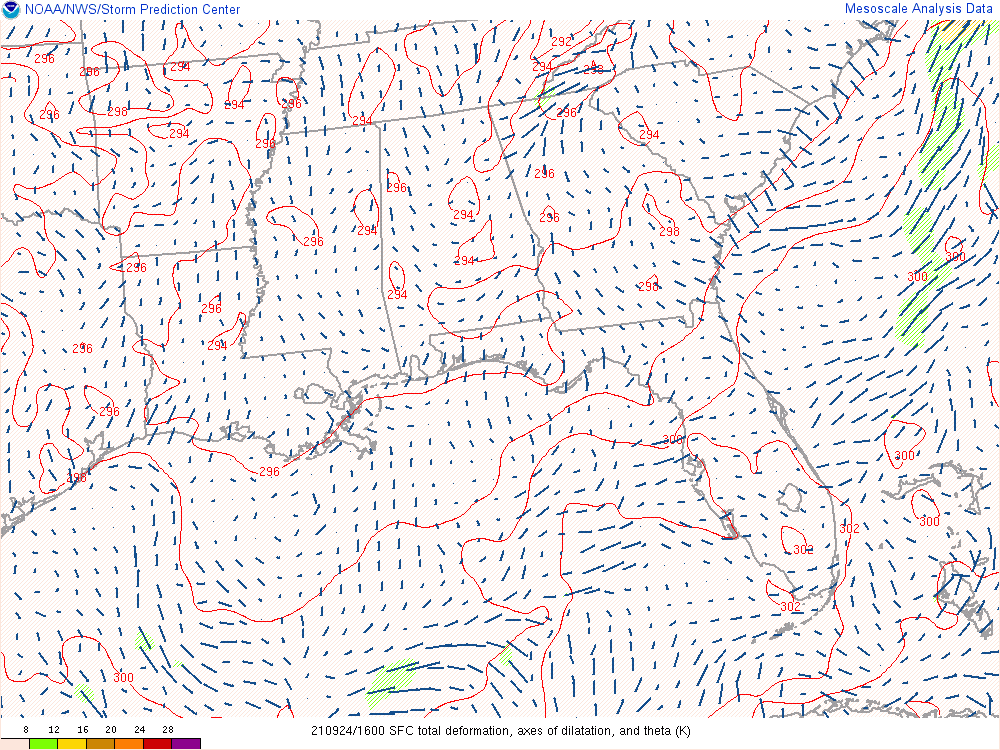 NOAA/NWS/Storm Prediction Center
Mesoscale Analysis Data
292
296 294 294 298
296 294 296
296 298 296
294 294 294
296
296 296
294 296
294 298
296
294 300
296 300
294
298
296
294
296
296
300
300
298 296
300
302
302
302
300
8 12 16 20 24 28
210924/1600 SFC total deformation, axes of dilatation, and theta (K)